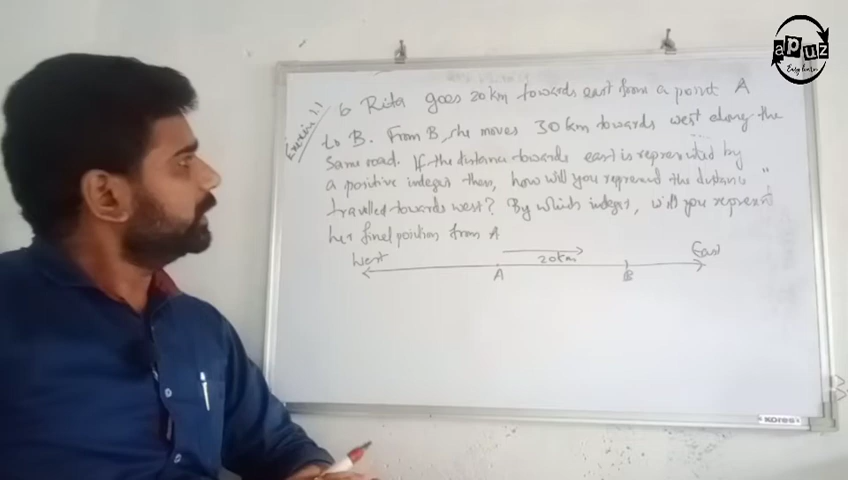 apuz
Easy learn
Exercise 1.1
6 Rita goes 20 km towards east from a point A
to B. From B, she moves 30 km towards west along the
same road. If the distance towards east is represented by
a positive integer then, how will you represent the distance
travelled towards west? By which integer, will you represent
her final position from A
West
20 km
East
A
B
KORES